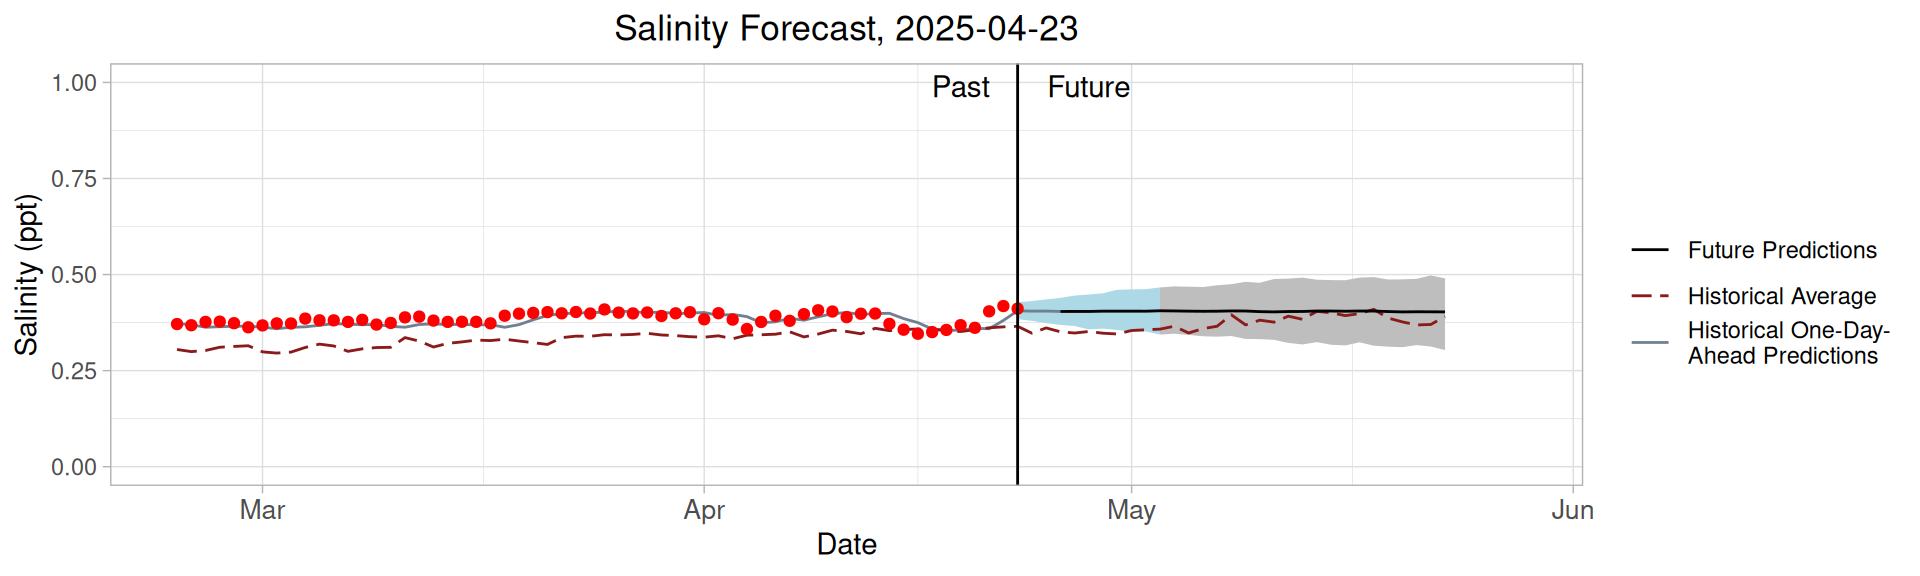 Salinity Forecast, 2025-04-23
Past
Future
1.00
0.75
0.50
0.25
0.00
Salinity (ppt)
Mar
Apr
May
Jun
Date
Future Predictions
Historical Average
Historical One-Day-
Ahead Predictions